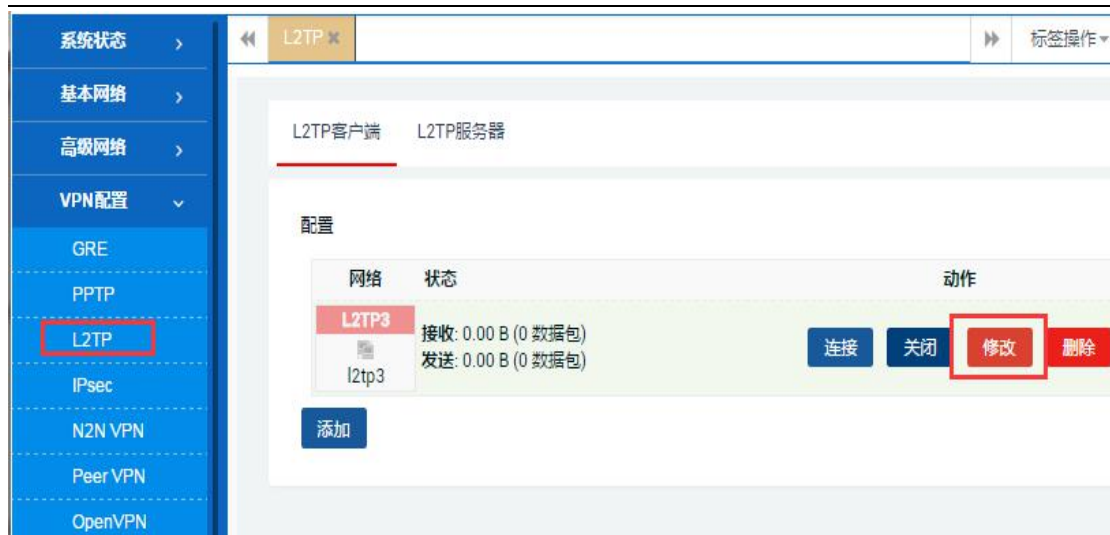 系统状态
基本网络
高级网络
VPN配置
GRE
PPTP
L2TP
IPsec
N2N VPN
Peer VPN
OpenVPN
L2TP
标签操作
L2TP客户端 L2TP服务器
配置
网络 状态 动作
L2TP3
l2tp3
接收: 0.00 B (0 数据包)
发送: 0.00 B (0 数据包)
连接 关闭 修改 删除
添加